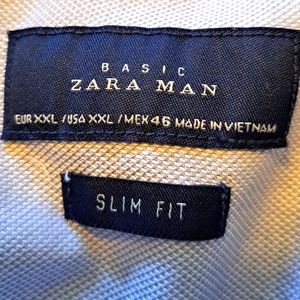 BASIC
ZARA MAN
EUR XXL / USA XXL / MEX 46 MADE IN VIETNAM
SLIM FIT